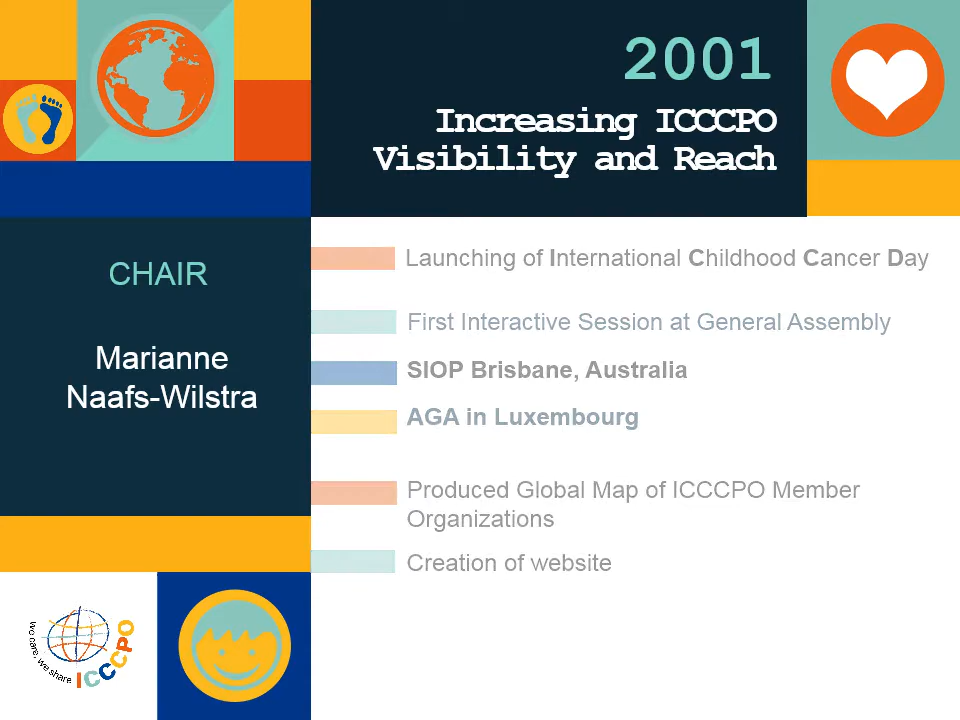 2001
Increasing ICCCPO
Visibility and Reach
CHAIR
Marianne
Naafs-Wilstra
Launching of International Childhood Cancer Day
First Interactive Session at General Assembly
SIOP Brisbane, Australia
AGA in Luxembourg
Produced Global Map of ICCCPO Member
Organizations
Creation of website
we care, we share
ICCCPO